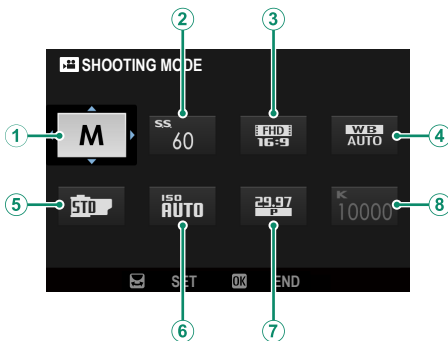 2 3
SHOOTING MODE
1 M S.S. 60 FHD 16:9 WB AUTO 4
5 STD ISO AUTO 29.97 P K 10000 8
SET OK END
6 7